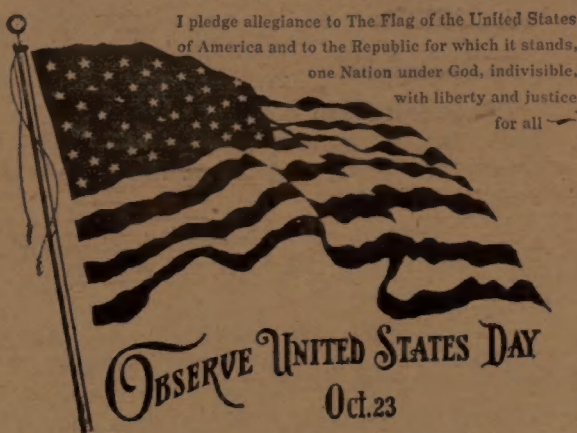 I pledge allegiance to The Flag of the United States
of America and to the Republic for which it stands,
one Nation under God, indivisible,
with liberty and justice
for all
OBSERVE UNITED STATES DAY
Oct.23